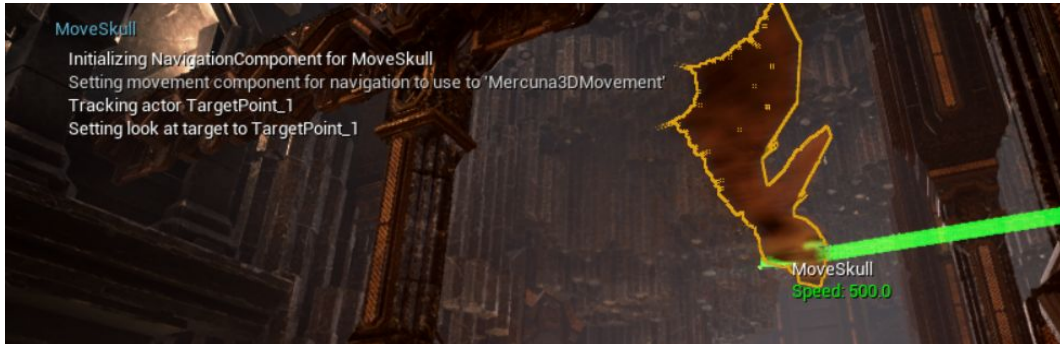 MoveSkull
Initializing NavigationComponent for MoveSkull
Setting movement component for navigation to use to 'Mercuna3DMovement'
Tracking actor TargetPoint_1
Setting look at target to TargetPoint_1
MoveSkull
Speed: 500.0